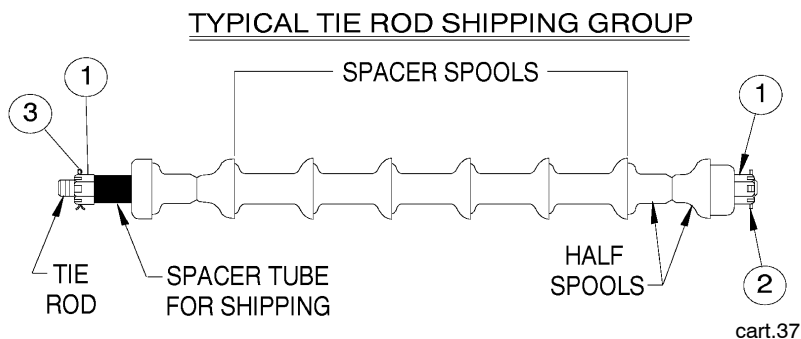 TYPICAL TIE ROD SHIPPING GROUP
1
SPACER SPOOLS
1
3
TIE
ROD
SPACER TUBE
FOR SHIPPING
HALF
SPOOLS
2
cart.37